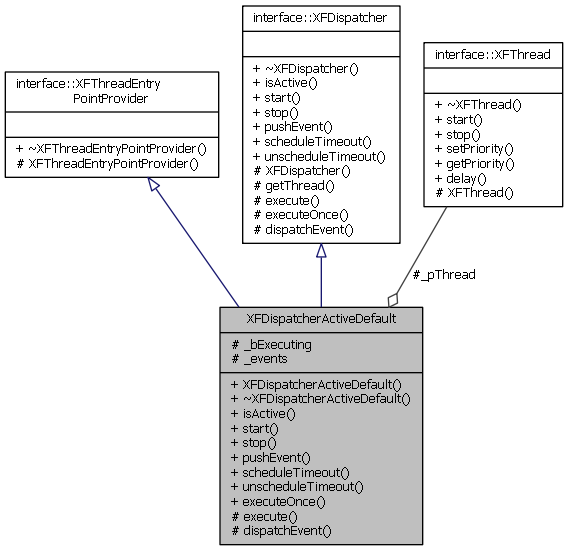 interface::XFThreadEntry
PointProvider
+ ~XFThreadEntryPointProvider()
# XFThreadEntryPointProvider()
interface::XFDispatcher
+ ~XFDispatcher()
+ isActive()
+ start()
+ stop()
+ pushEvent()
+ scheduleTimeout()
+ unscheduleTimeout()
# XFDispatcher()
# getThread()
# execute()
# executeOnce()
# dispatchEvent()
interface::XFThread
+ ~XFThread()
+ start()
+ stop()
+ setPriority()
+ getPriority()
+ delay()
# XFThread()
#_pThread
XFDispatcherActiveDefault
# _bExecuting
# _events
+ XFDispatcherActiveDefault()
+ ~XFDispatcherActiveDefault()
+ isActive()
+ start()
+ stop()
+ pushEvent()
+ scheduleTimeout()
+ unscheduleTimeout()
+ executeOnce()
# execute()
# dispatchEvent()